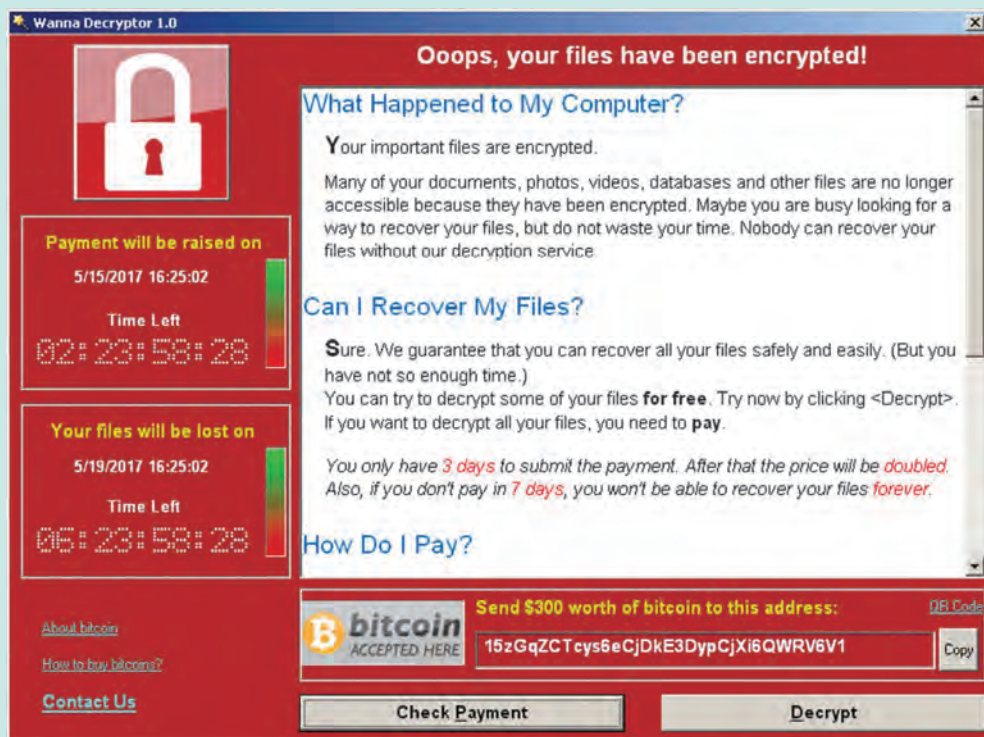 Wanna Decryptor 1.0
Ooops, your files have been encrypted!
Payment will be raised on
5/15/2017 16:25:02
Time Left
02:23:58:28
Your files will be lost on
5/19/2017 16:25:02
Time Left
06:23:58:28
About bitcoin
How to buy bitcoins?
Contact Us
What Happened to My Computer?
Your important files are encrypted.
Many of your documents, photos, videos, databases and other files are no longer
accessible because they have been encrypted. Maybe you are busy looking for a
way to recover your files, but do not waste your time. Nobody can recover your
files without our decryption service
Can I Recover My Files?
Sure. We guarantee that you can recover all your files safely and easily. (But you
have not so enough time.)
You can try to decrypt some of your files for free. Try now by clicking <Decrypt>.
If you want to decrypt all your files, you need to pay.
You only have 3 days to submit the payment. After that the price will be doubled.
Also, if you don't pay in 7 days, you won't be able to recover your files forever.
How Do I Pay?
bitcoin
ACCEPTED HERE
Send $300 worth of bitcoin to this address:
QR Code
15zGqZCTcys6eCjDkE3DypCjXi6QWRV6V1
Copy
Check Payment
Decrypt